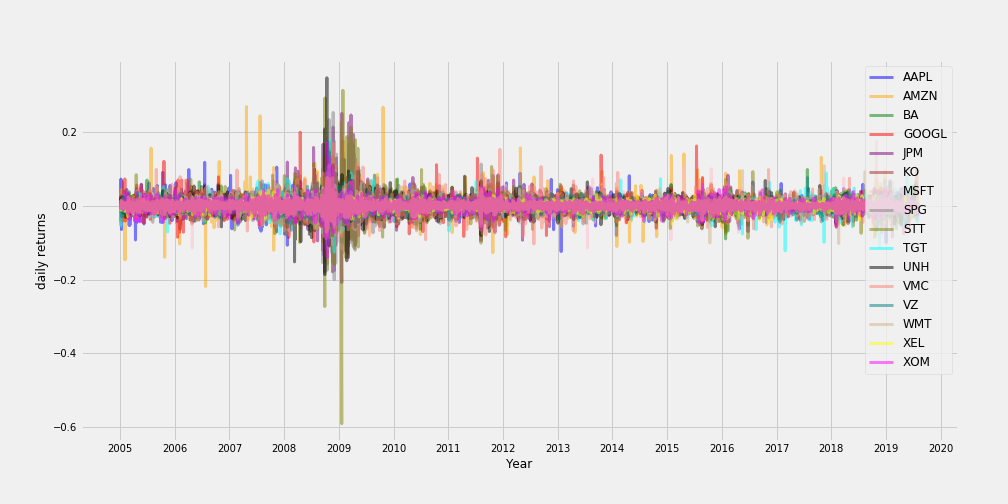 0.2
0.0
−0.2
−0.4
−0.6
daily returns
2005 2006 2007 2008 2009 2010 2011 2012 2013 2014 2015 2016 2017 2018 2019 2020
Year
AAPL
AMZN
BA
GOOGL
JPM
KO
MSFT
SPG
STT
TGT
UNH
VMC
VZ
WMT
XEL
XOM